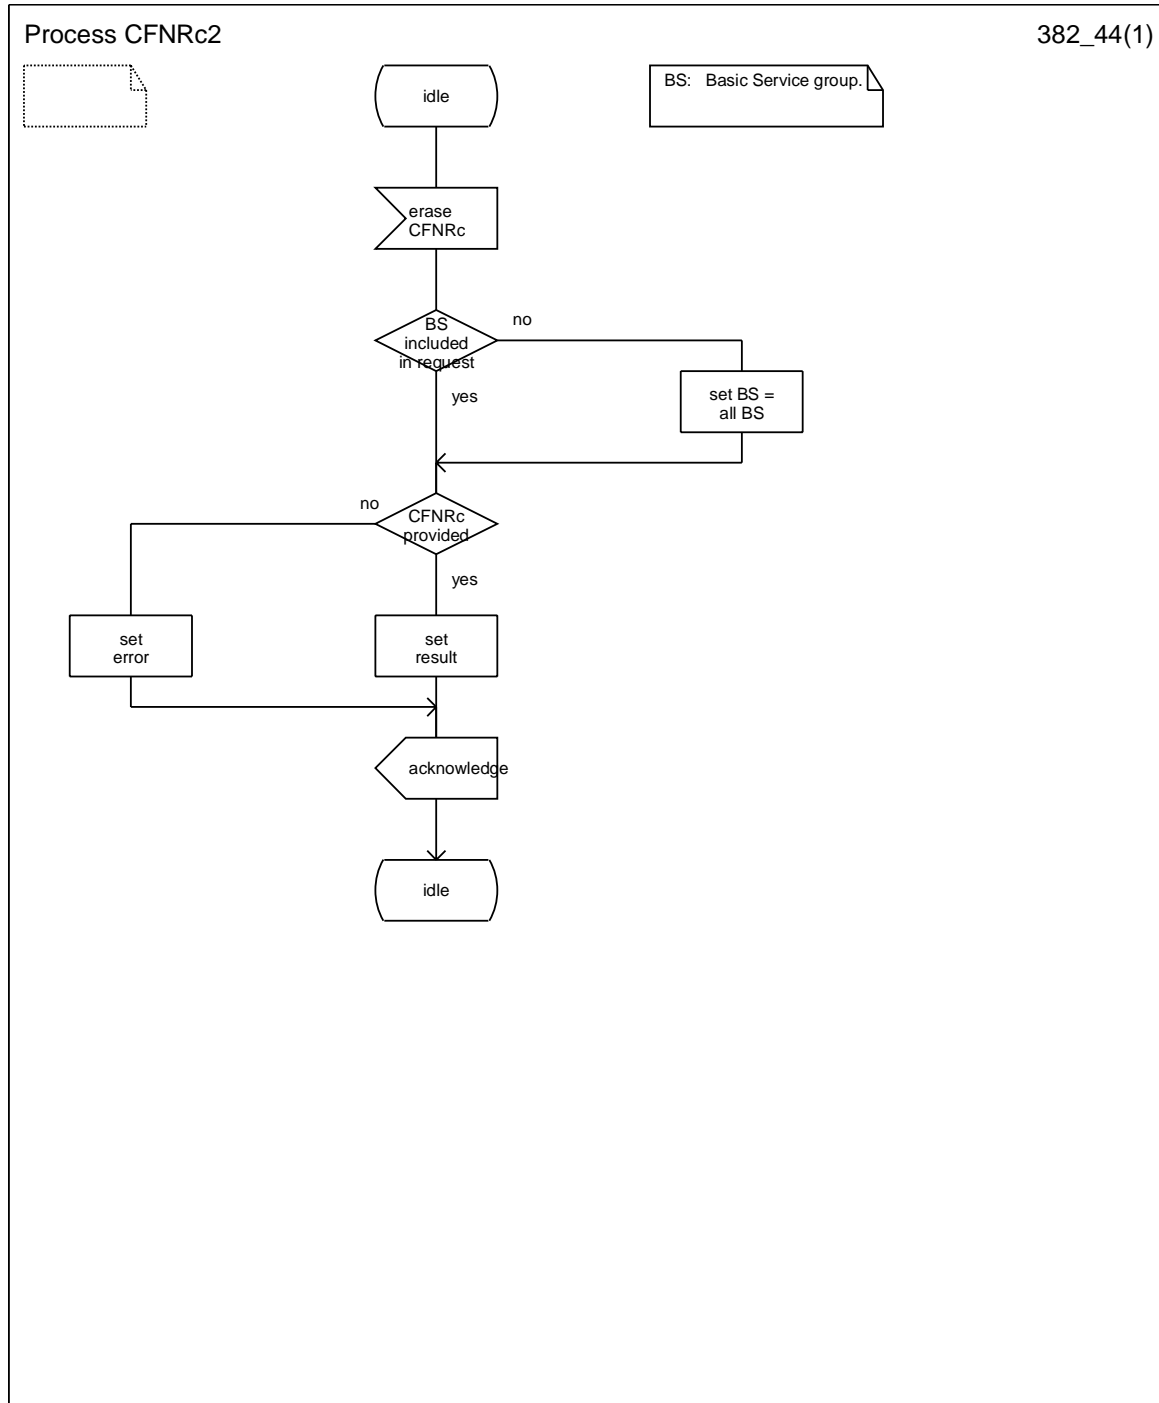 Process CFNRc2
382_44(1)
idle
BS: Basic Service group.
erase
CFNRc
BS
included
in request
no
yes
set BS =
all BS
no
CFNRc
provided
yes
set
error
set
result
acknowledge
idle